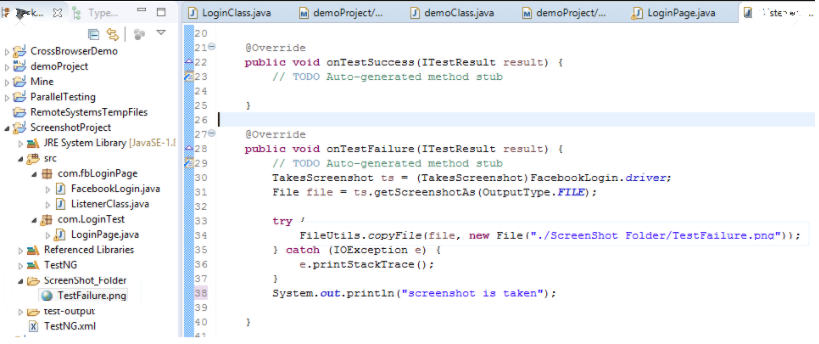 Type...
LoginClass.java
demoProject/...
demoClass.java
demoProject/...
LoginPage.java
CrossBrowserDemo
demoProject
Mine
ParallelTesting
RemoteSystemsTempFiles
ScreenshotProject
JRE System Library [JavaSE-1.8
src
com.fbLoginPage
FacebookLogin.java
ListenerClass.java
com.LoginTest
LoginPage.java
Referenced Libraries
TestNG
ScreenShot_Folder
TestFailure.png
test-output
TestNG.xml
20
21 @Override
22 public void onTestSuccess(ITestResult result) {
23 // TODO Auto-generated method stub
24
25 }
26
27 @Override
28 public void onTestFailure(ITestResult result) {
29 // TODO Auto-generated method stub
30 TakesScreenshot ts = (TakesScreenshot)FacebookLogin.driver;
31 File file = ts.getScreenshotAs(OutputType.FILE);
32
33 try {
34 FileUtils.copyFile(file, new File("./ScreenShot_Folder/TestFailure.png"));
35 } catch (IOException e) {
36 e.printStackTrace();
37 }
38 System.out.println("screenshot is taken");
39
40 }